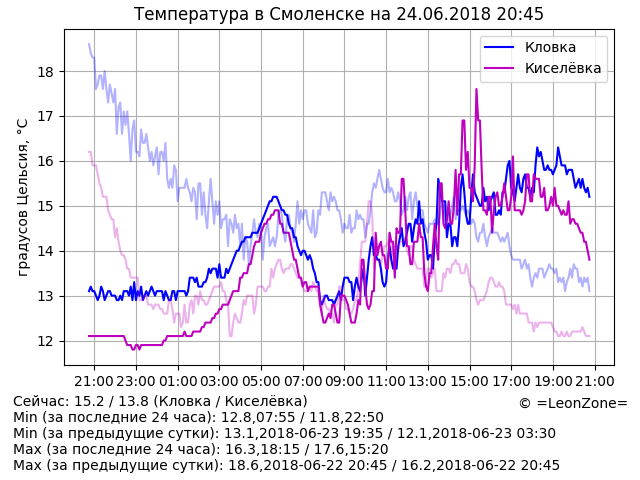 Температура в Смоленске на 24.06.2018 20:45
градусов Цельсия, °C
18
17
16
15
14
13
12
Кловка
Киселёвка
21:00 23:00 01:00 03:00 05:00 07:00 09:00 11:00 13:00 15:00 17:00 19:00 21:00
Сейчас: 15.2 / 13.8 (Кловка / Киселёвка)
© =LeonZone=
Min (за последние 24 часа): 12.8,07:55 / 11.8,22:50
Min (за предыдущие сутки): 13.1,2018-06-23 19:35 / 12.1,2018-06-23 03:30
Max (за последние 24 часа): 16.3,18:15 / 17.6,15:20
Max (за предыдущие сутки): 18.6,2018-06-22 20:45 / 16.2,2018-06-22 20:45